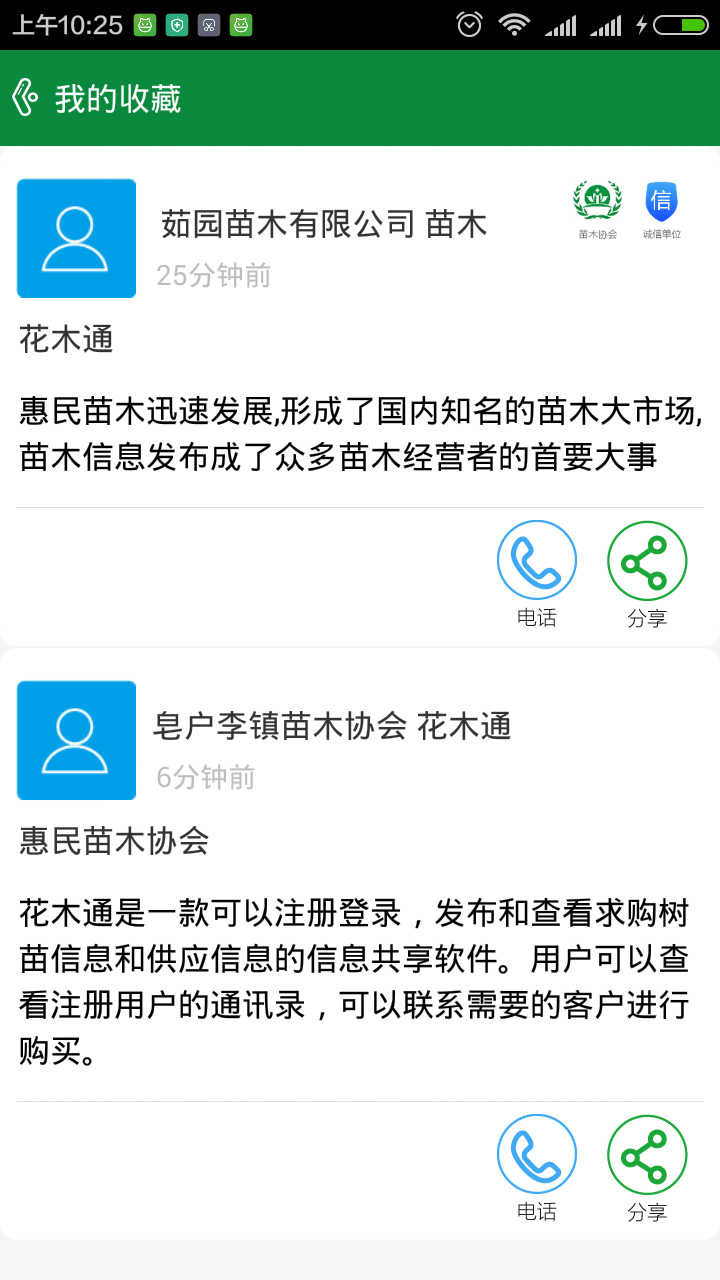 上午10:25
我的收藏
茹园苗木有限公司 苗木
苗木协会
信
诚信单位
25分钟前
花木通
惠民苗木迅速发展,形成了国内知名的苗木大市场,
苗木信息发布成了众多苗木经营者的首要大事
电话
分享
皂户李镇苗木协会 花木通
6分钟前
惠民苗木协会
花木通是一款可以注册登录，发布和查看求购树
苗信息和供应信息的信息共享软件。用户可以查
看注册用户的通讯录，可以联系需要的客户进行
购买。
电话
分享